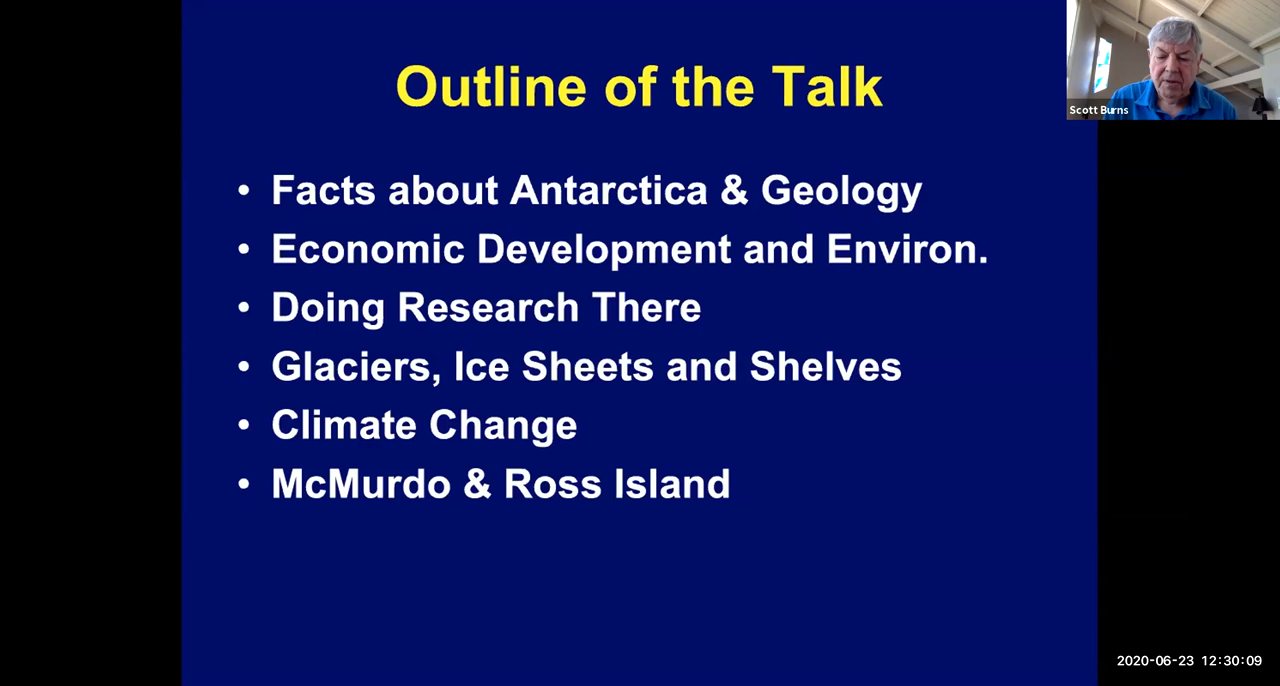 Outline of the Talk
• Facts about Antarctica & Geology
• Economic Development and Environ.
• Doing Research There
• Glaciers, Ice Sheets and Shelves
• Climate Change
• McMurdo & Ross Island
Scott Burns
2020-06-23 12:30:09